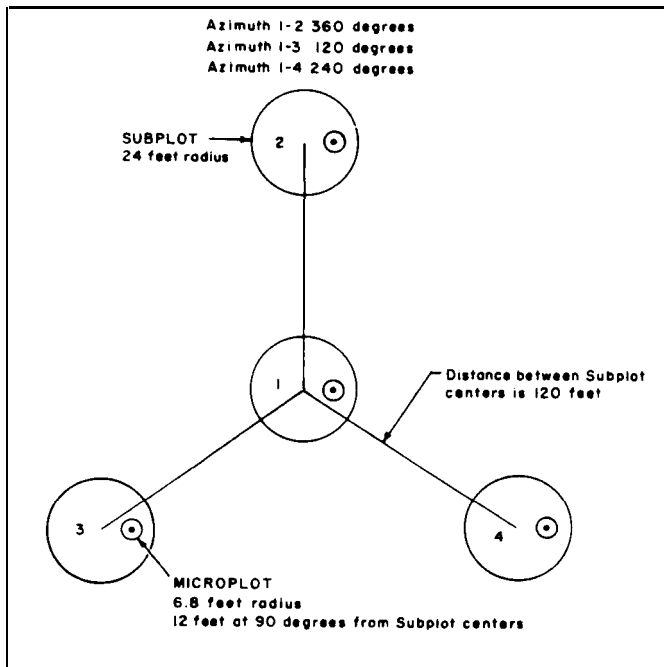 Azimuth 1-2 360 degrees
Azimuth 1-3 120 degrees
Azimuth 1-4 240 degrees
SUBPLOT
24 feet radius
2
1
Distance between Subplot
centers is 120 feet
3
4
MICROPLOT
6.8 feet radius
12 feet at 90 degrees from Subplot centers